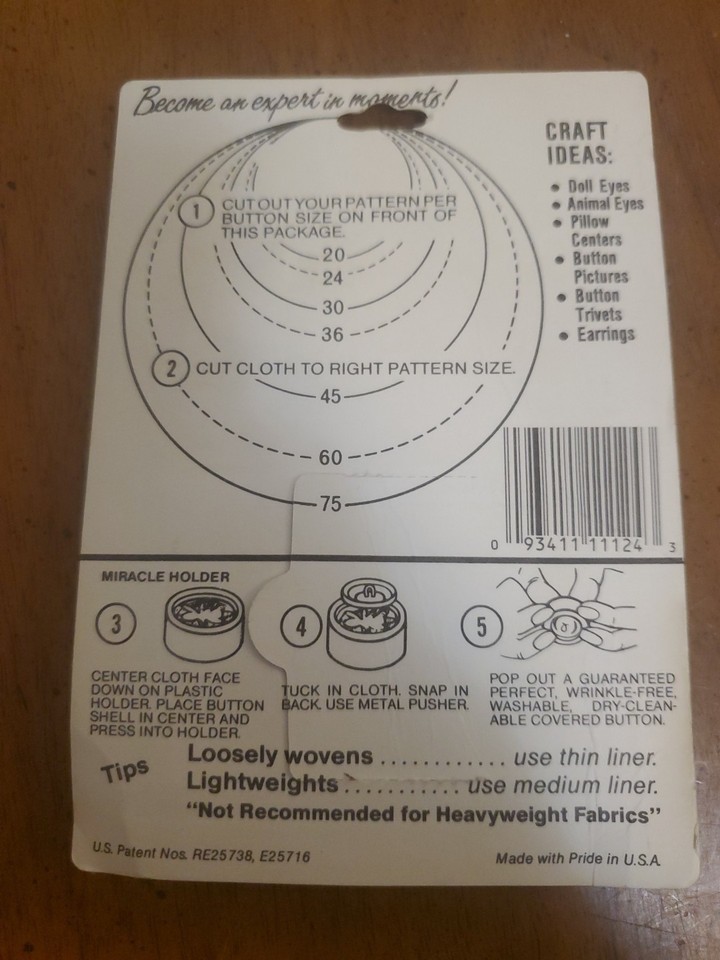 Become an expert in moments!
CRAFT
IDEAS:
• Doll Eyes
• Animal Eyes
• Pillow
Centers
• Button
Pictures
• Button
Trivets
• Earrings
1 CUT OUT YOUR PATTERN PER
BUTTON SIZE ON FRONT OF
THIS PACKAGE.
20
24
30
36
2 CUT CLOTH TO RIGHT PATTERN SIZE.
45
60
75
0 93411 11124 3
MIRACLE HOLDER
3
CENTER CLOTH FACE
DOWN ON PLASTIC
HOLDER. PLACE BUTTON
SHELL IN CENTER AND
PRESS INTO HOLDER.
4
TUCK IN CLOTH. SNAP IN
BACK. USE METAL PUSHER.
5
POP OUT A GUARANTEED
PERFECT, WRINKLE-FREE,
WASHABLE, DRY-CLEAN-
ABLE COVERED BUTTON.
Tips
Loosely wovens ............ use thin liner.
Lightweights ........... use medium liner.
"Not Recommended for Heavyweight Fabrics"
U.S. Patent Nos. RE25738, E25716
Made with Pride in U.S.A.